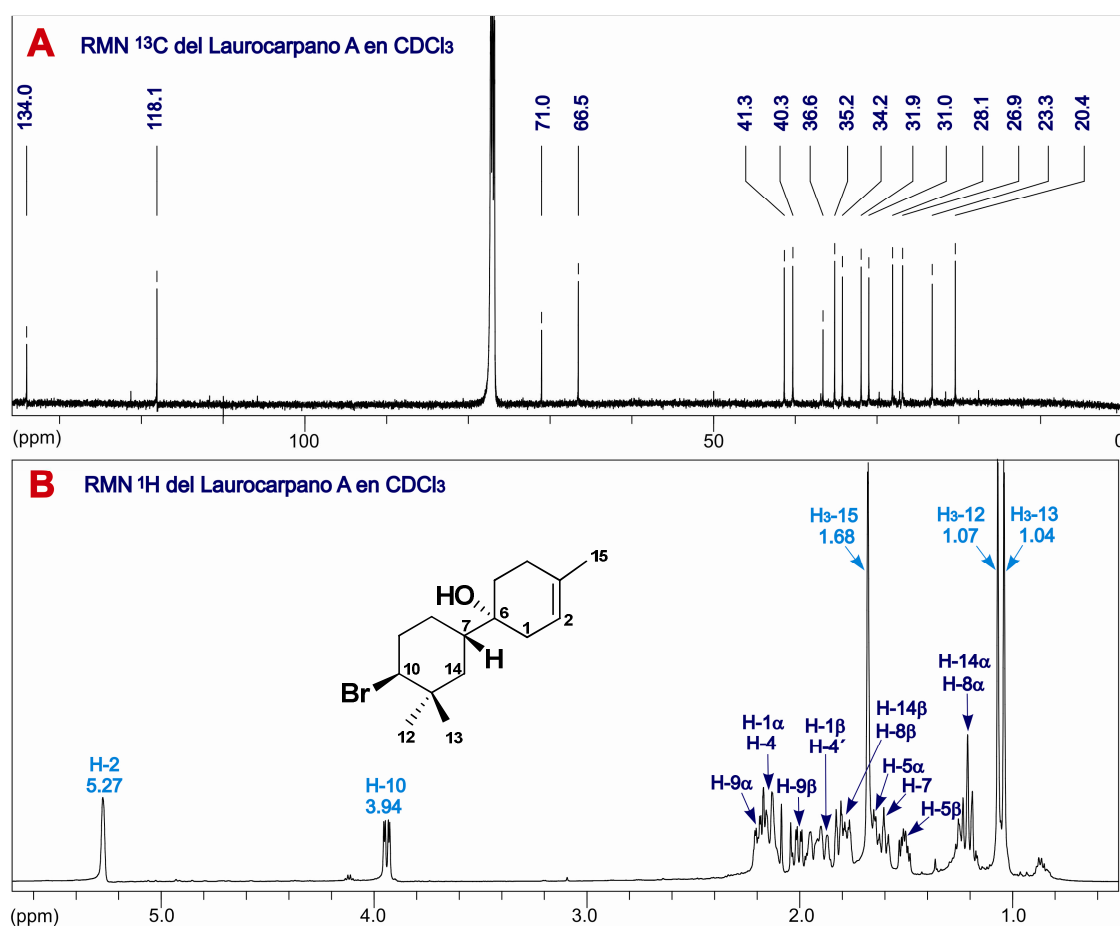 A RMN 13C del Laurocarpano A en CDCl3
134.0
118.1
71.0
66.5
41.3
40.3
36.6
35.2
34.2
31.9
31.0
28.1
26.9
23.3
20.4
(ppm) 100 50 0
B RMN 1H del Laurocarpano A en CDCl3
H3-15
1.68
H3-12
1.07
H3-13
1.04
15
HO
6
7
1
2
H
10
14
Br
12
13
H-14α
H-8α
H-14β
H-8β
H-1α
H-4
H-1β
H-4´
H-5α
H-7
H-5β
H-9α
H-9β
H-2
5.27
H-10
3.94
(ppm) 5.0 4.0 3.0 2.0 1.0